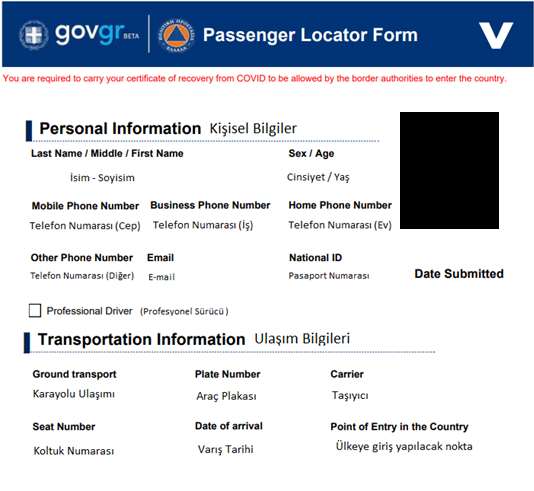 govgr BETA Passenger Locator Form V
You are required to carry your certificate of recovery from COVID to be allowed by the border authorities to enter the country.
Personal Information Kişisel Bilgiler
Last Name / Middle / First Name Sex / Age
İsim - Soyisim Cinsiyet / Yaş
Mobile Phone Number Business Phone Number Home Phone Number
Telefon Numarası (Cep) Telefon Numarası (İş) Telefon Numarası (Ev)
Other Phone Number Email National ID
Telefon Numarası (Diğer) E-mail Pasaport Numarası Date Submitted
Professional Driver (Profesyonel Sürücü )
Transportation Information Ulaşım Bilgileri
Ground transport Plate Number Carrier
Karayolu Ulaşımı Araç Plakası Taşıyıcı
Seat Number Date of arrival Point of Entry in the Country
Koltuk Numarası Varış Tarihi Ülkeye giriş yapılacak nokta